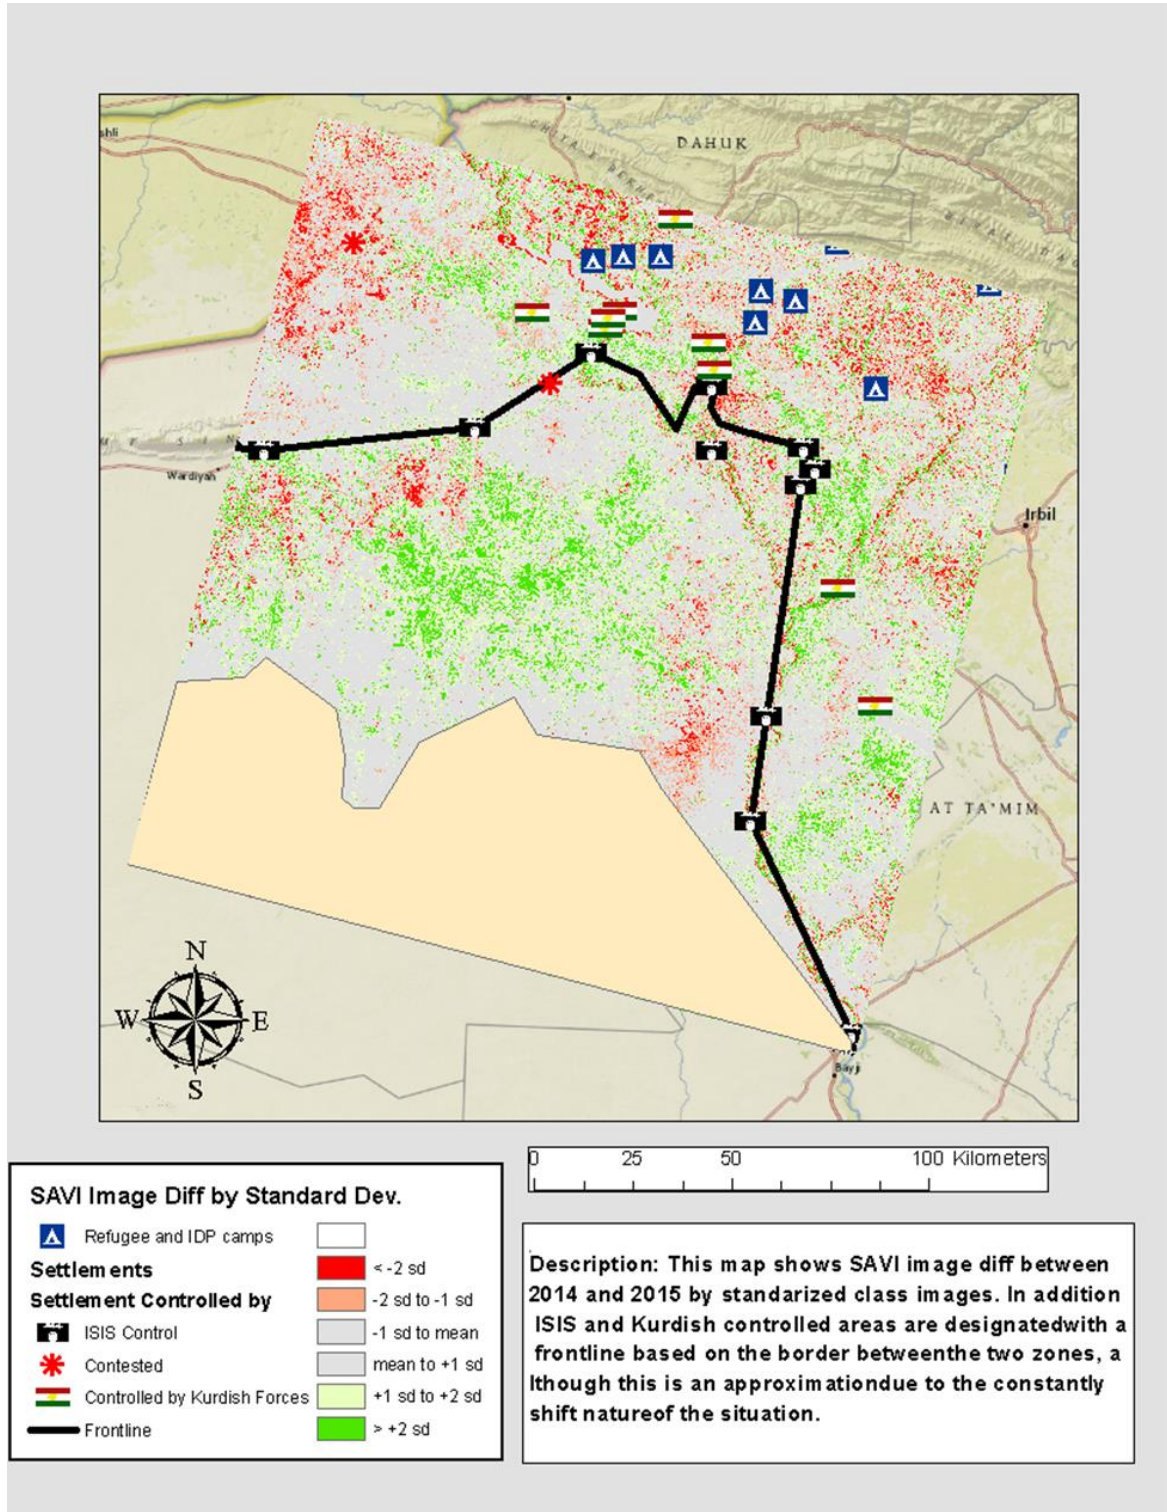 shli
DAHUK
Wardiyah
Irbil
AT TA'MIM
Bayji
N
W
E
S
0 25 50 100 Kilometers
SAVI Image Diff by Standard Dev.
Refugee and IDP camps
Settlements
< -2 sd
Settlement Controlled by
-2 sd to -1 sd
ISIS Control
-1 sd to mean
Contested
mean to +1 sd
Controlled by Kurdish Forces
+1 sd to +2 sd
Frontline
> +2 sd
Description: This map shows SAVI image diff between
2014 and 2015 by standarized class images. In addition
ISIS and Kurdish controlled areas are designatedwith a
frontline based on the border betweenthe two zones, a
lthough this is an approximationdue to the constantly
shift natureof the situation.